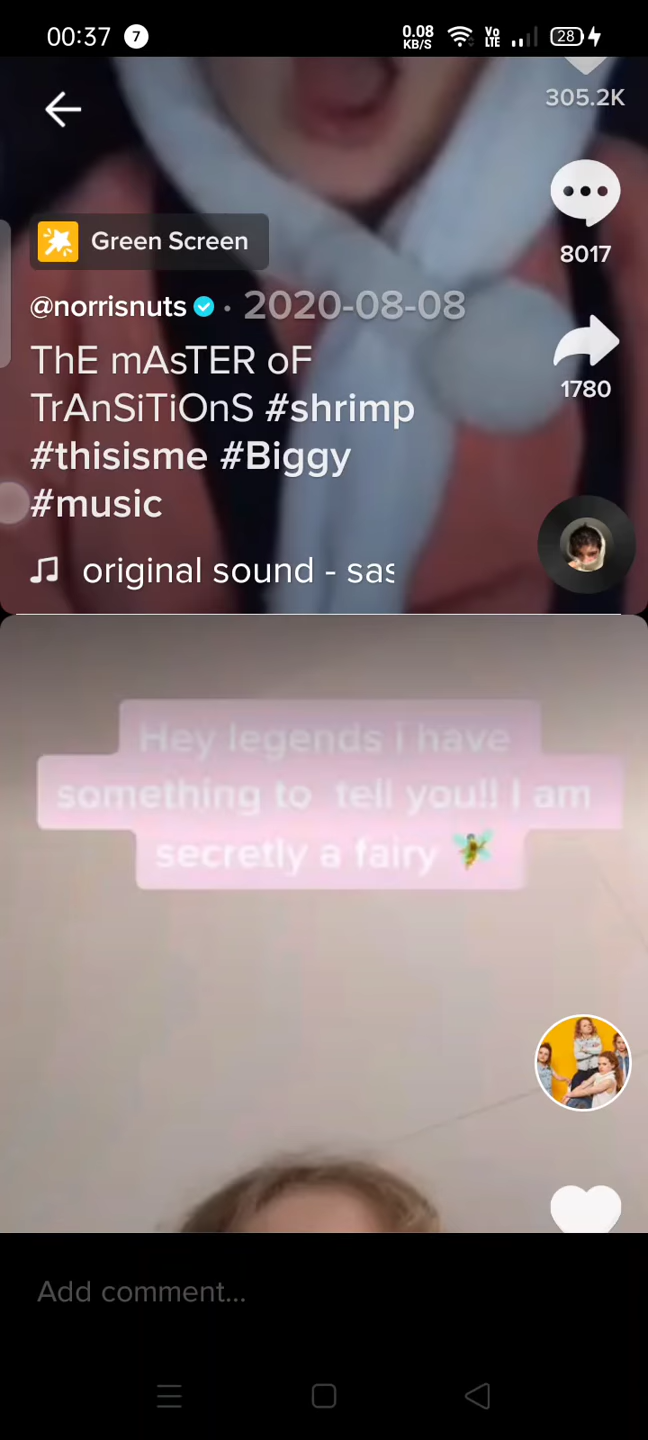 00:37 7 0.08 KB/S Vo LTE 28
305.2K
8017
Green Screen
@norrisnuts · 2020-08-08
ThE mAsTER oF
TrAnSiTiOnS #shrimp
1780
#thisisme #Biggy
#music
original sound - sas
Hey legends i have
something to tell you!! I am
secretly a fairy 🧚
Add comment...